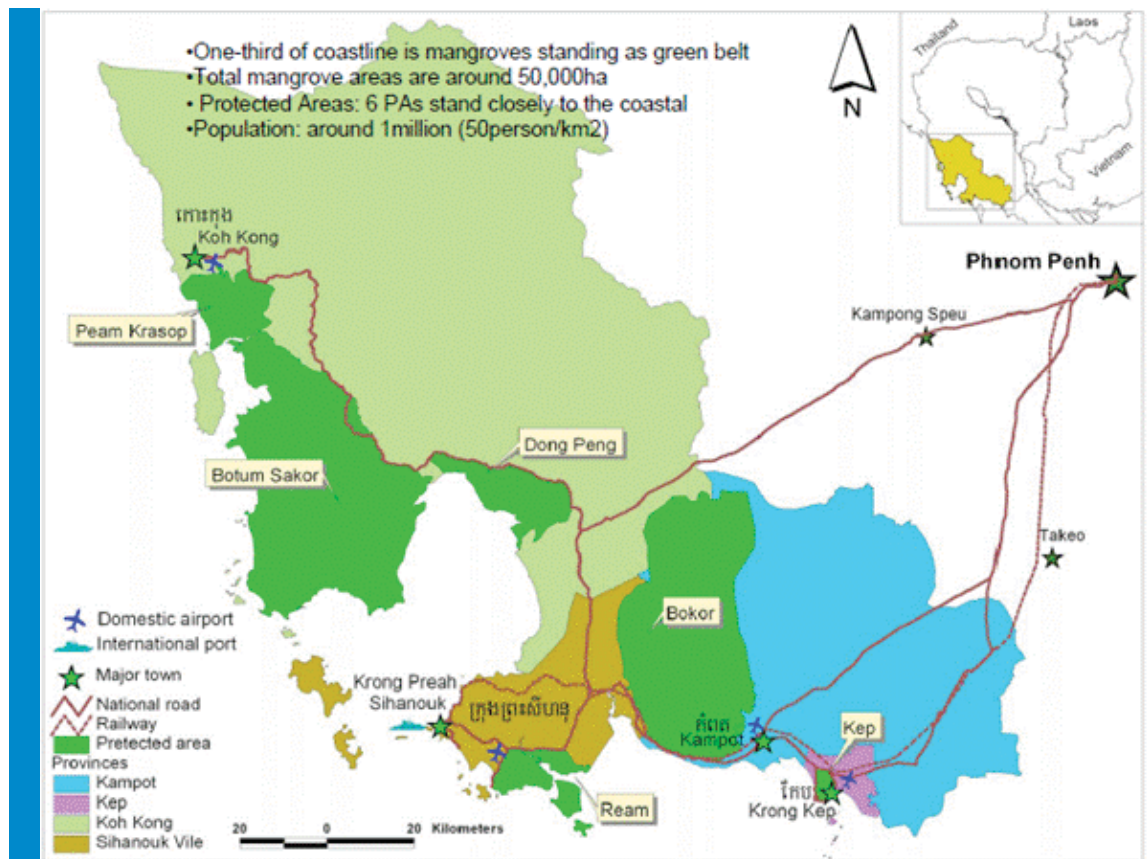 •One-third of coastline is mangroves standing as green belt
•Total mangrove areas are around 50,000ha
• Protected Areas: 6 PAs stand closely to the coastal
•Population: around 1million (50person/km2)
N
Thailand
Laos
Vietnam
កោះកុង
Koh Kong
Phnom Penh
Peam Krasop
Kampong Speu
Dong Peng
Botum Sakor
Takeo
Bokor
Domestic airport
International port
Major town
National road
Railway
Pretected area
Provinces
Kampot
Kep
Koh Kong
Sihanouk Vile
Krong Preah
Sihanouk
ក្រុងព្រះសីហនុ
កំពត
Kampot
Kep
កែប
Krong Kep
Ream
20 0 20 Kilometers